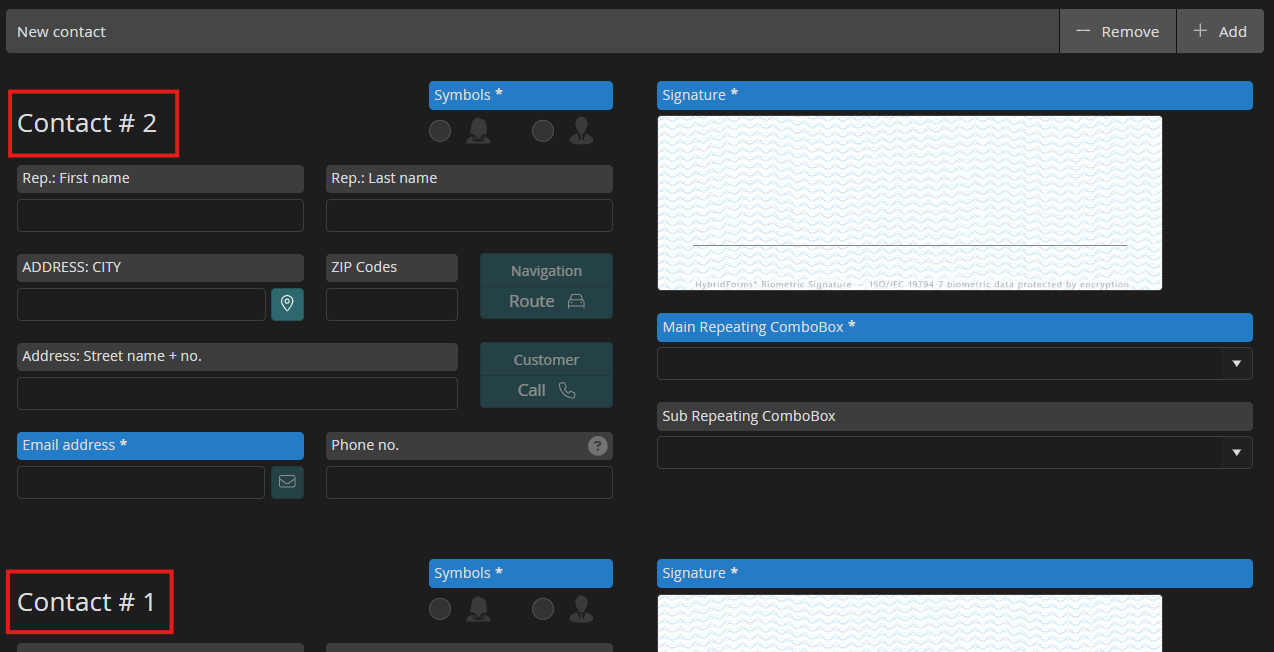 New contact
Remove
Add
Contact # 2
Symbols *
Signature *
Rep.: First name
Rep.: Last name
HybridForms® Biometric Signature – ISO/IEC 19794-7 biometric data protected by encryption
ADDRESS: CITY
ZIP Codes
Navigation
Route
Main Repeating ComboBox *
Address: Street name + no.
Customer
Call
Sub Repeating ComboBox
Email address *
Phone no.
?
Contact # 1
Symbols *
Signature *